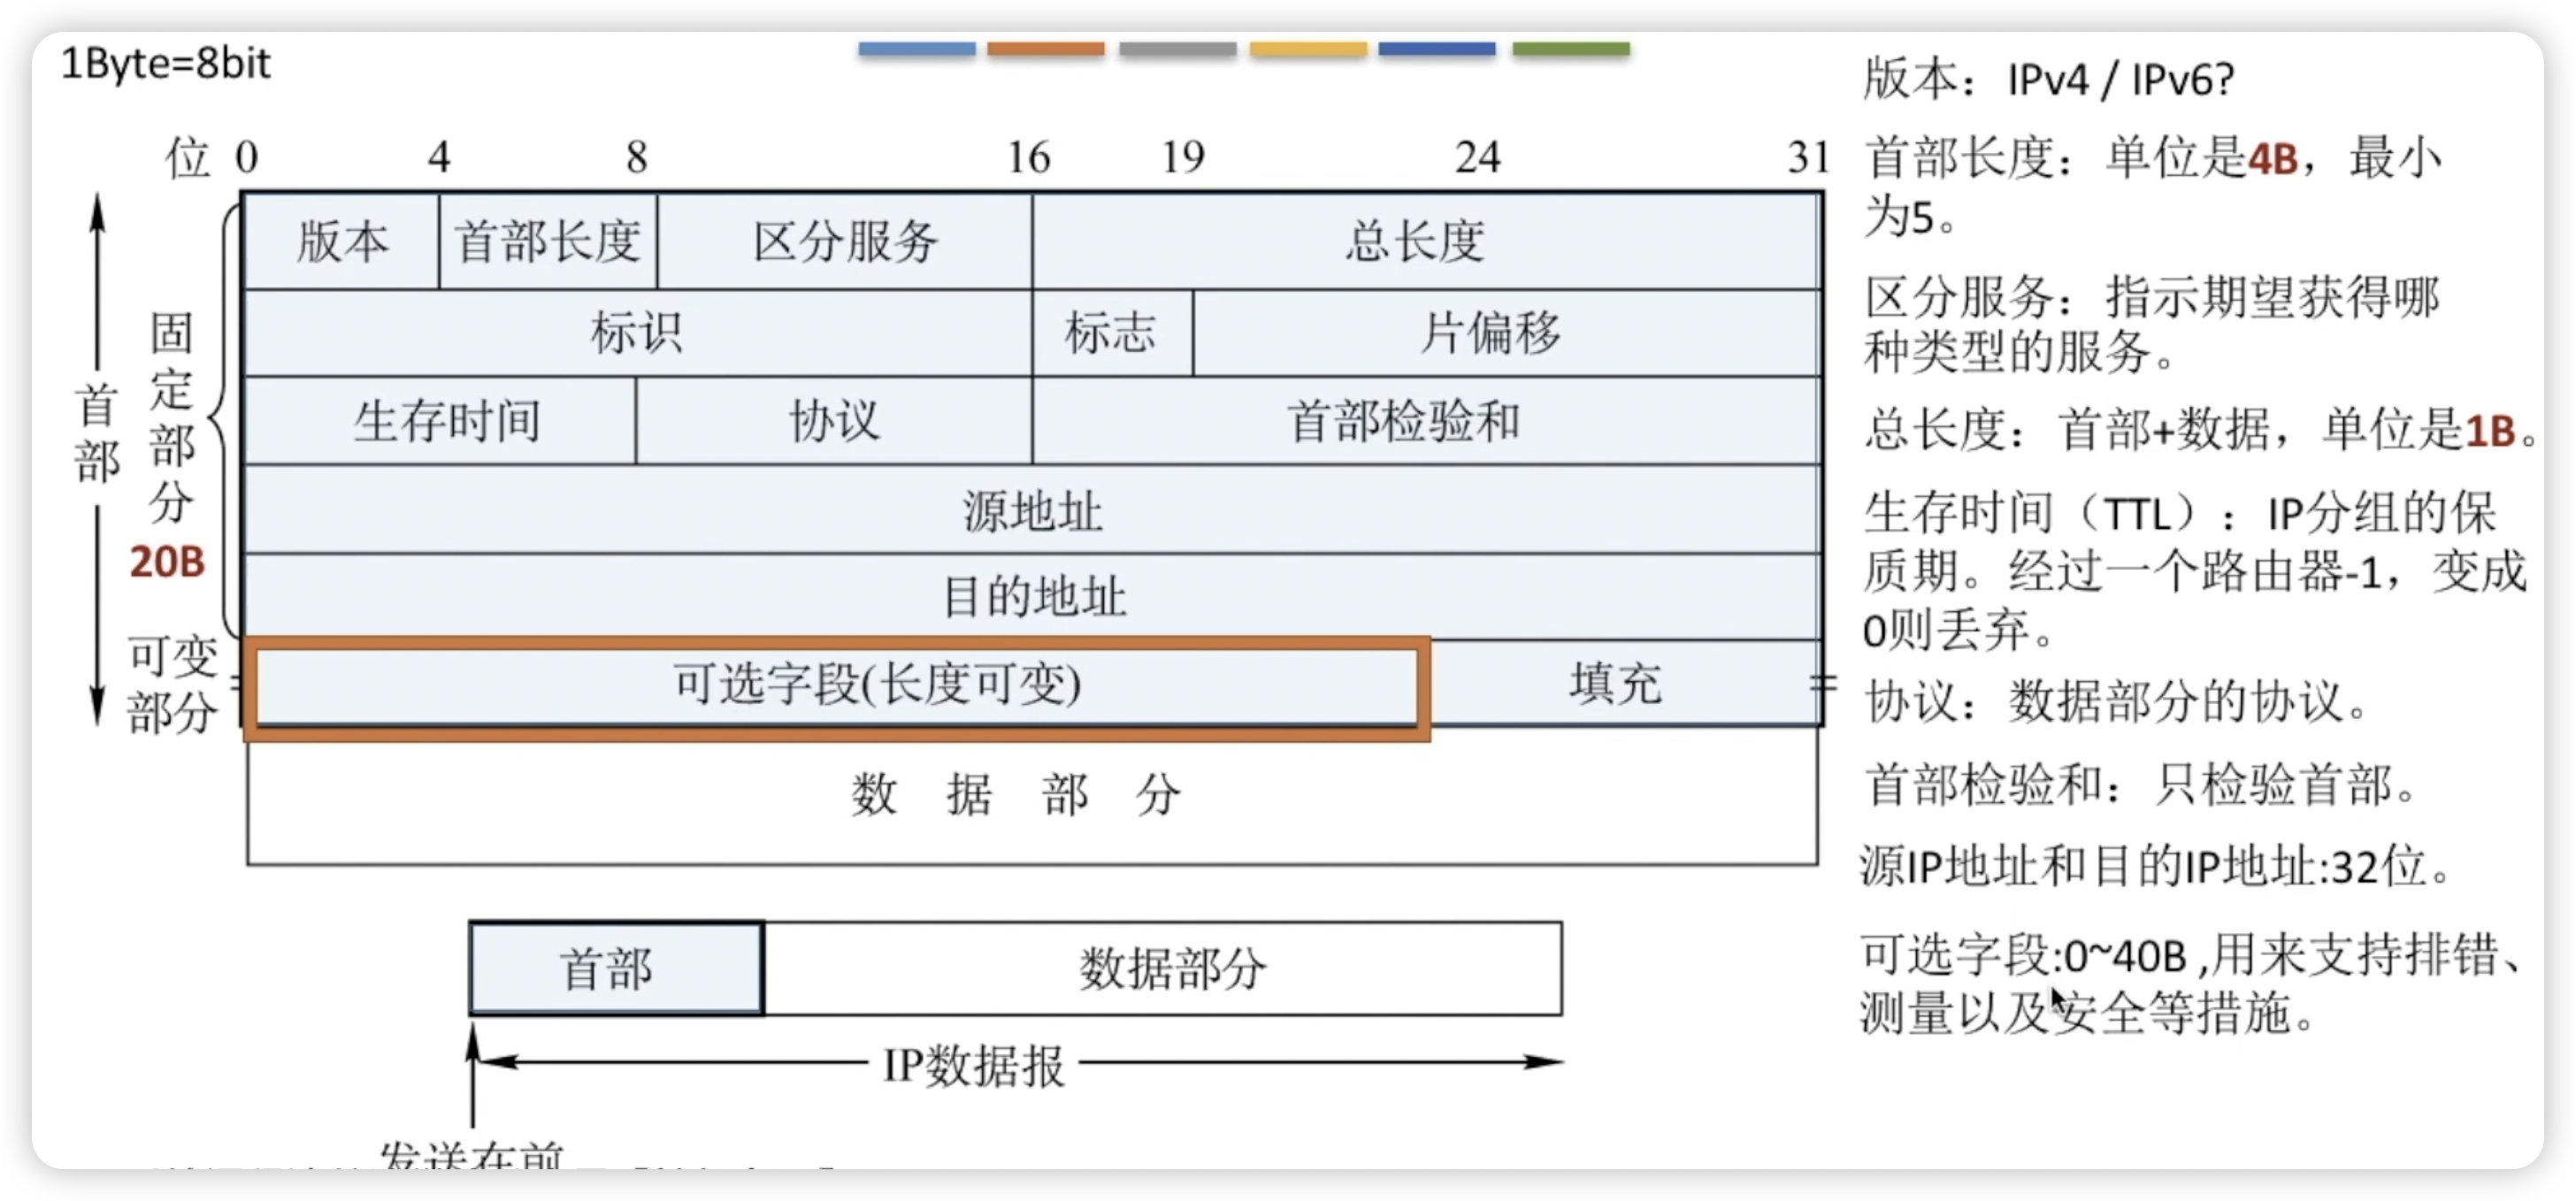 1Byte=8bit
位 0 4 8 16 19 24 31
版本 首部长度 区分服务 总长度
标识 标志 片偏移
生存时间 协议 首部检验和
源地址
目的地址
可选字段(长度可变) 填充
数 据 部 分
首部
固定部分
20B
可变
部分
首部 数据部分
IP数据报
发送在前
版本：IPv4 / IPv6?
首部长度：单位是4B，最小
为5。
区分服务：指示期望获得哪
种类型的服务。
总长度：首部+数据，单位是1B。
生存时间（TTL）：IP分组的保
质期。经过一个路由器-1，变成
0则丢弃。
协议：数据部分的协议。
首部检验和：只检验首部。
源IP地址和目的IP地址:32位。
可选字段:0~40B ,用来支持排错、
测量以及安全等措施。